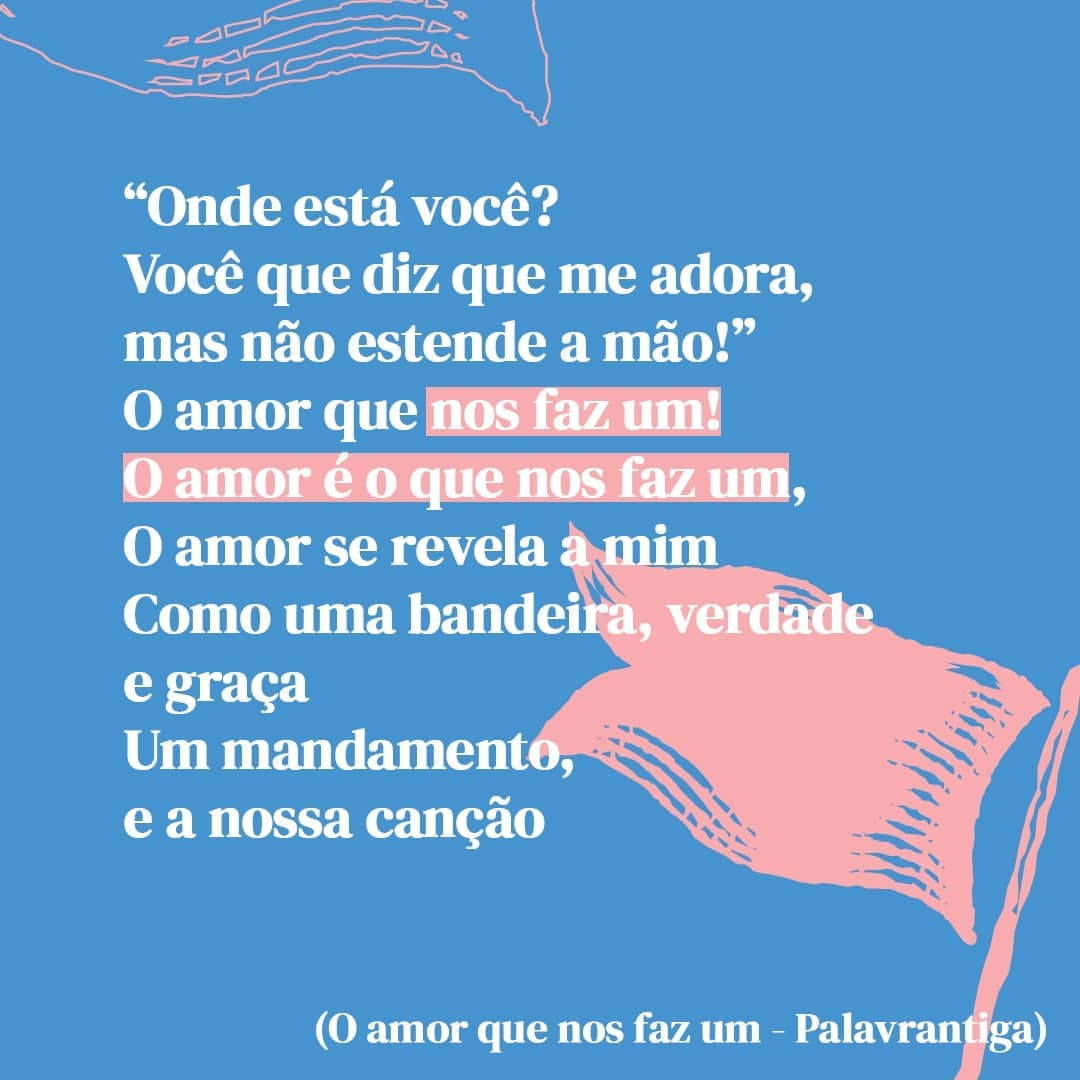 “Onde está você?
Você que diz que me adora,
mas não estende a mão!”
O amor que nos faz um!
O amor é o que nos faz um,
O amor se revela a mim
Como uma bandeira, verdade
e graça
Um mandamento,
e a nossa canção
(O amor que nos faz um - Palavrantiga)